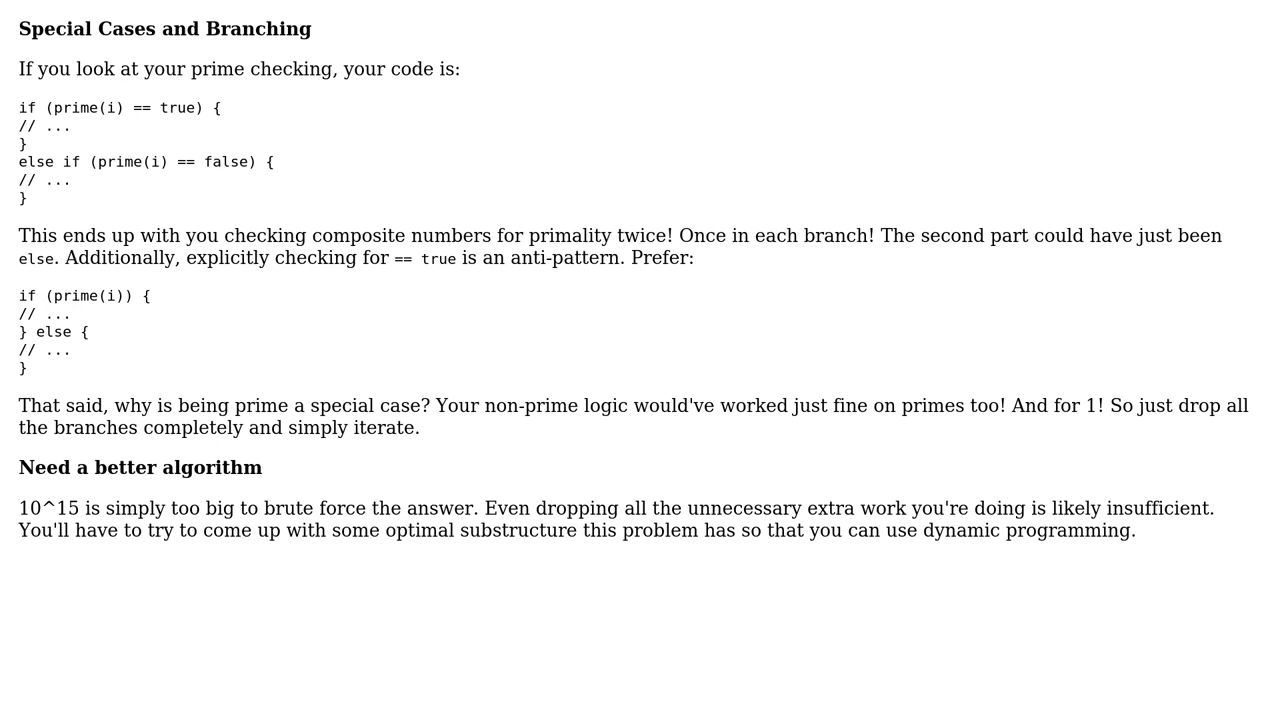 Special Cases and Branching
If you look at your prime checking, your code is:
if (prime(i) == true) {
// ...
}
else if (prime(i) == false) {
// ...
}
This ends up with you checking composite numbers for primality twice! Once in each branch! The second part could have just been
else. Additionally, explicitly checking for == true is an anti-pattern. Prefer:
if (prime(i)) {
// ...
} else {
// ...
}
That said, why is being prime a special case? Your non-prime logic would've worked just fine on primes too! And for 1! So just drop all
the branches completely and simply iterate.
Need a better algorithm
10^15 is simply too big to brute force the answer. Even dropping all the unnecessary extra work you're doing is likely insufficient.
You'll have to try to come up with some optimal substructure this problem has so that you can use dynamic programming.